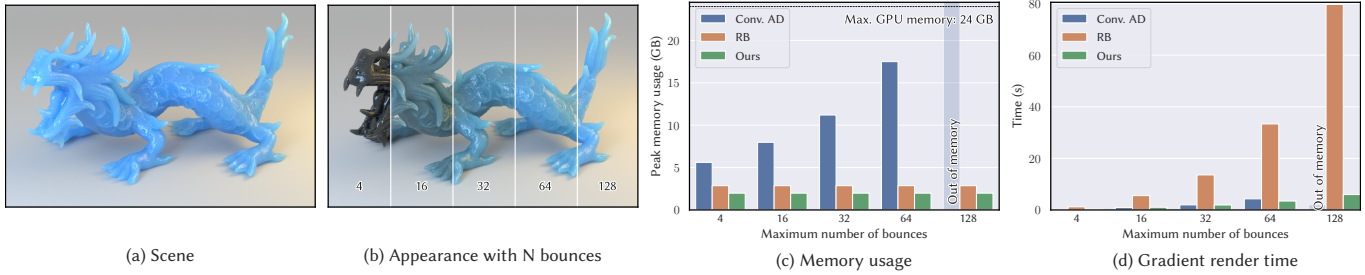 4 16 32 64 128
(a) Scene
(b) Appearance with N bounces
Max. GPU memory: 24 GB
Conv. AD
RB
Ours
Peak memory usage (GB)
20
15
10
5
0
Out of memory
4 16 32 64 128
Maximum number of bounces
(c) Memory usage
Conv. AD
RB
Ours
Time (s)
80
60
40
20
0
Out of memory
4 16 32 64 128
Maximum number of bounces
(d) Gradient render time